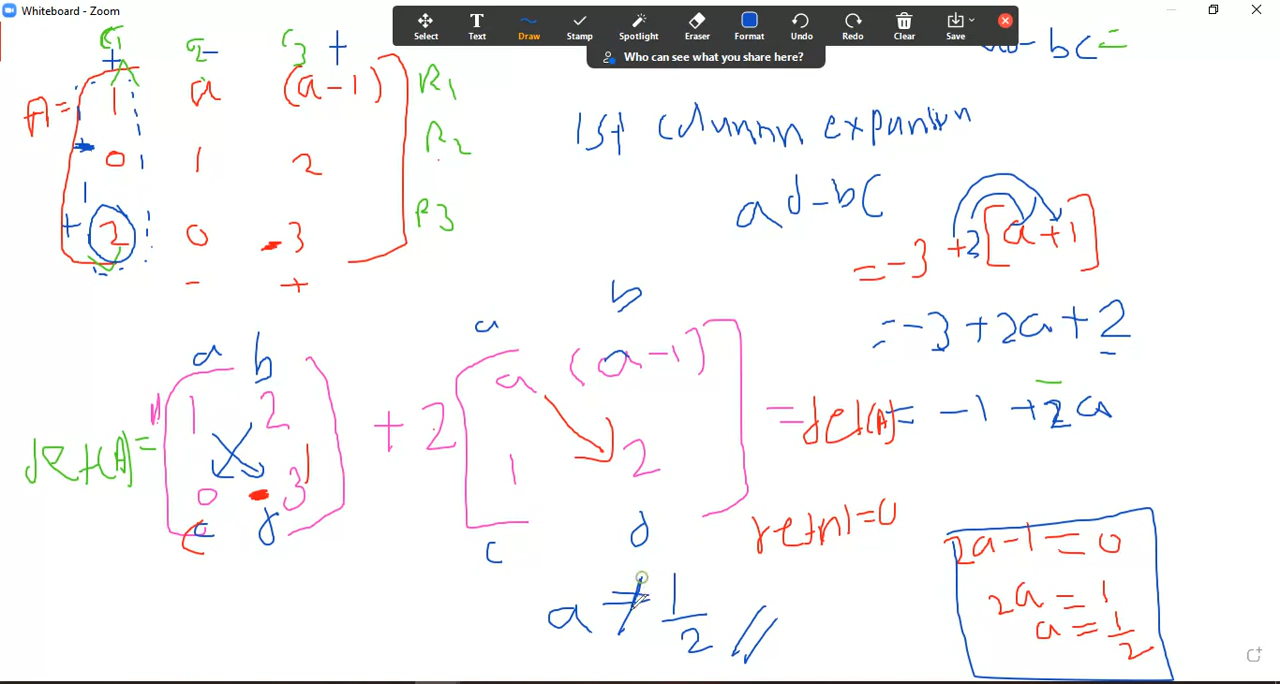 Whiteboard - Zoom
Select Text Draw Stamp Spotlight Eraser Format Undo Redo Clear Save
Who can see what you share here?
- bc =
C1 C2 C3
+ - +
A = 1 a (a-1) R1
0 1 2 R2
+ 2 0 -3 R3
- +
1st column expansion
ad-bc
= -3 +2[a+1]
= -3 + 2a + 2
a b
det(A) = 1 2 + 2 a (a-1) = det(A) = -1 + 2a
0 -3 1 2
c d
a b
c d
=0
2a-1=0
2a = 1
a = 1/2
a ≠ 1/2 //